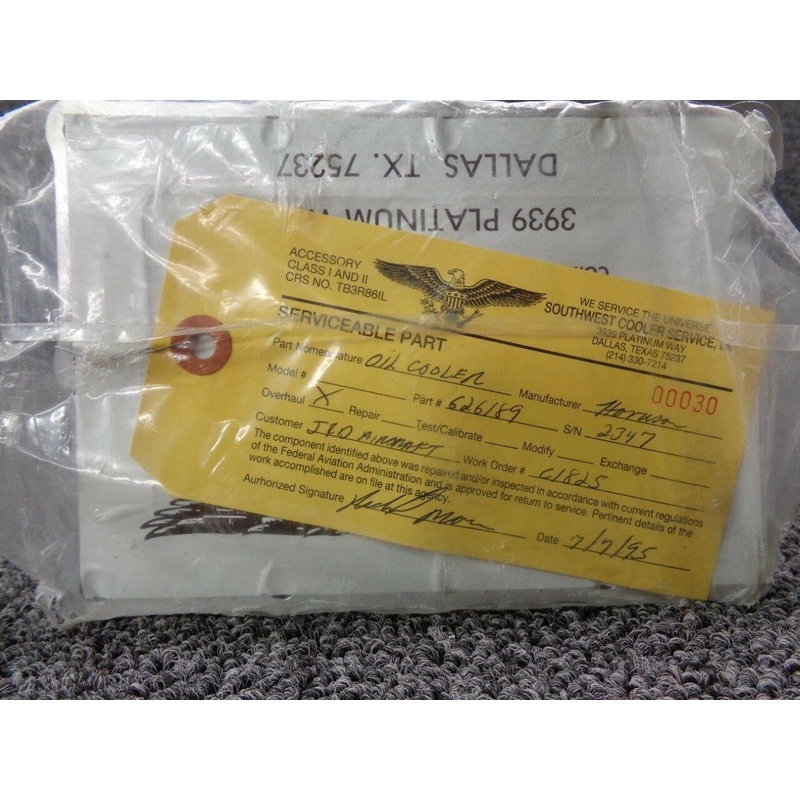 DALLAS, TX. 75237
3939 PLATINUM
ACCESSORY
CLASS I AND II
CRS NO. TB3R86IL
WE SERVICE THE UNIVERSE
SOUTHWEST COOLER SERVICE,
3939 PLATINUM WAY
DALLAS, TEXAS 75237
(214) 330-7214
SERVICEABLE PART
00030
Part Nomenclature OIL COOLER Manufacturer Harrison
Model # Part # 626189 S/N 2347
Overhaul X Repair Test/Calibrate Modify Exchange
Customer J&D AIRCRAFT Work Order # C1825
The component identified above was repaired and/or inspected in accordance with current regulations
of the Federal Aviation Administration and is approved for return to service. Pertinent details of the
work accomplished are on file at this agency.
Aurhorized Signature Date 7/7/95